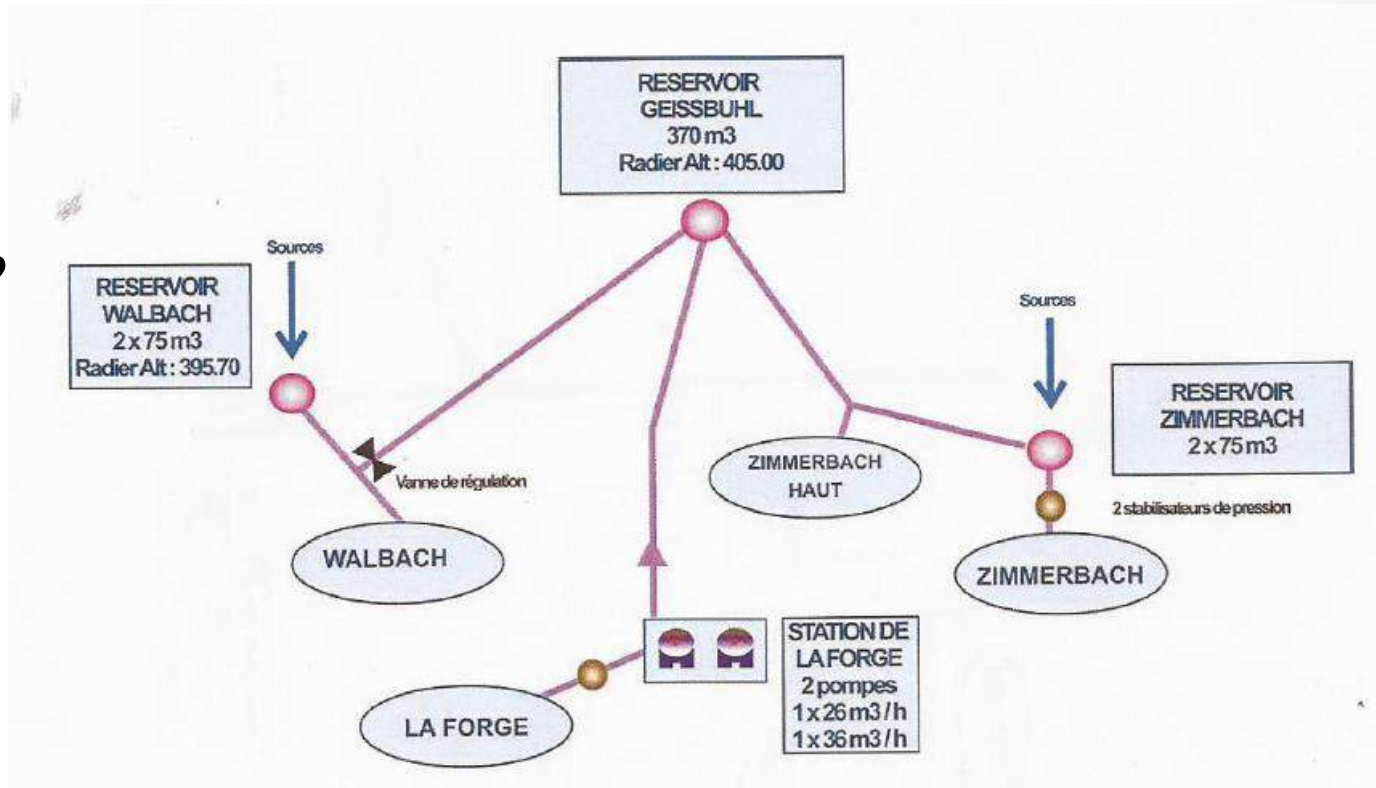 RESERVOIR
GEISSBUHL
370 m3
Radier Alt : 405.00
Sources
RESERVOIR
WALBACH
2 x 75 m3
Radier Alt : 395.70
Sources
RESERVOIR
ZIMMERBACH
2 x 75 m3
ZIMMERBACH
HAUT
Vanne de régulation
2 stabilisateurs de pression
WALBACH
ZIMMERBACH
STATION DE
LA FORGE
2 pompes
1 x 26 m3 / h
1 x 36 m3 / h
LA FORGE